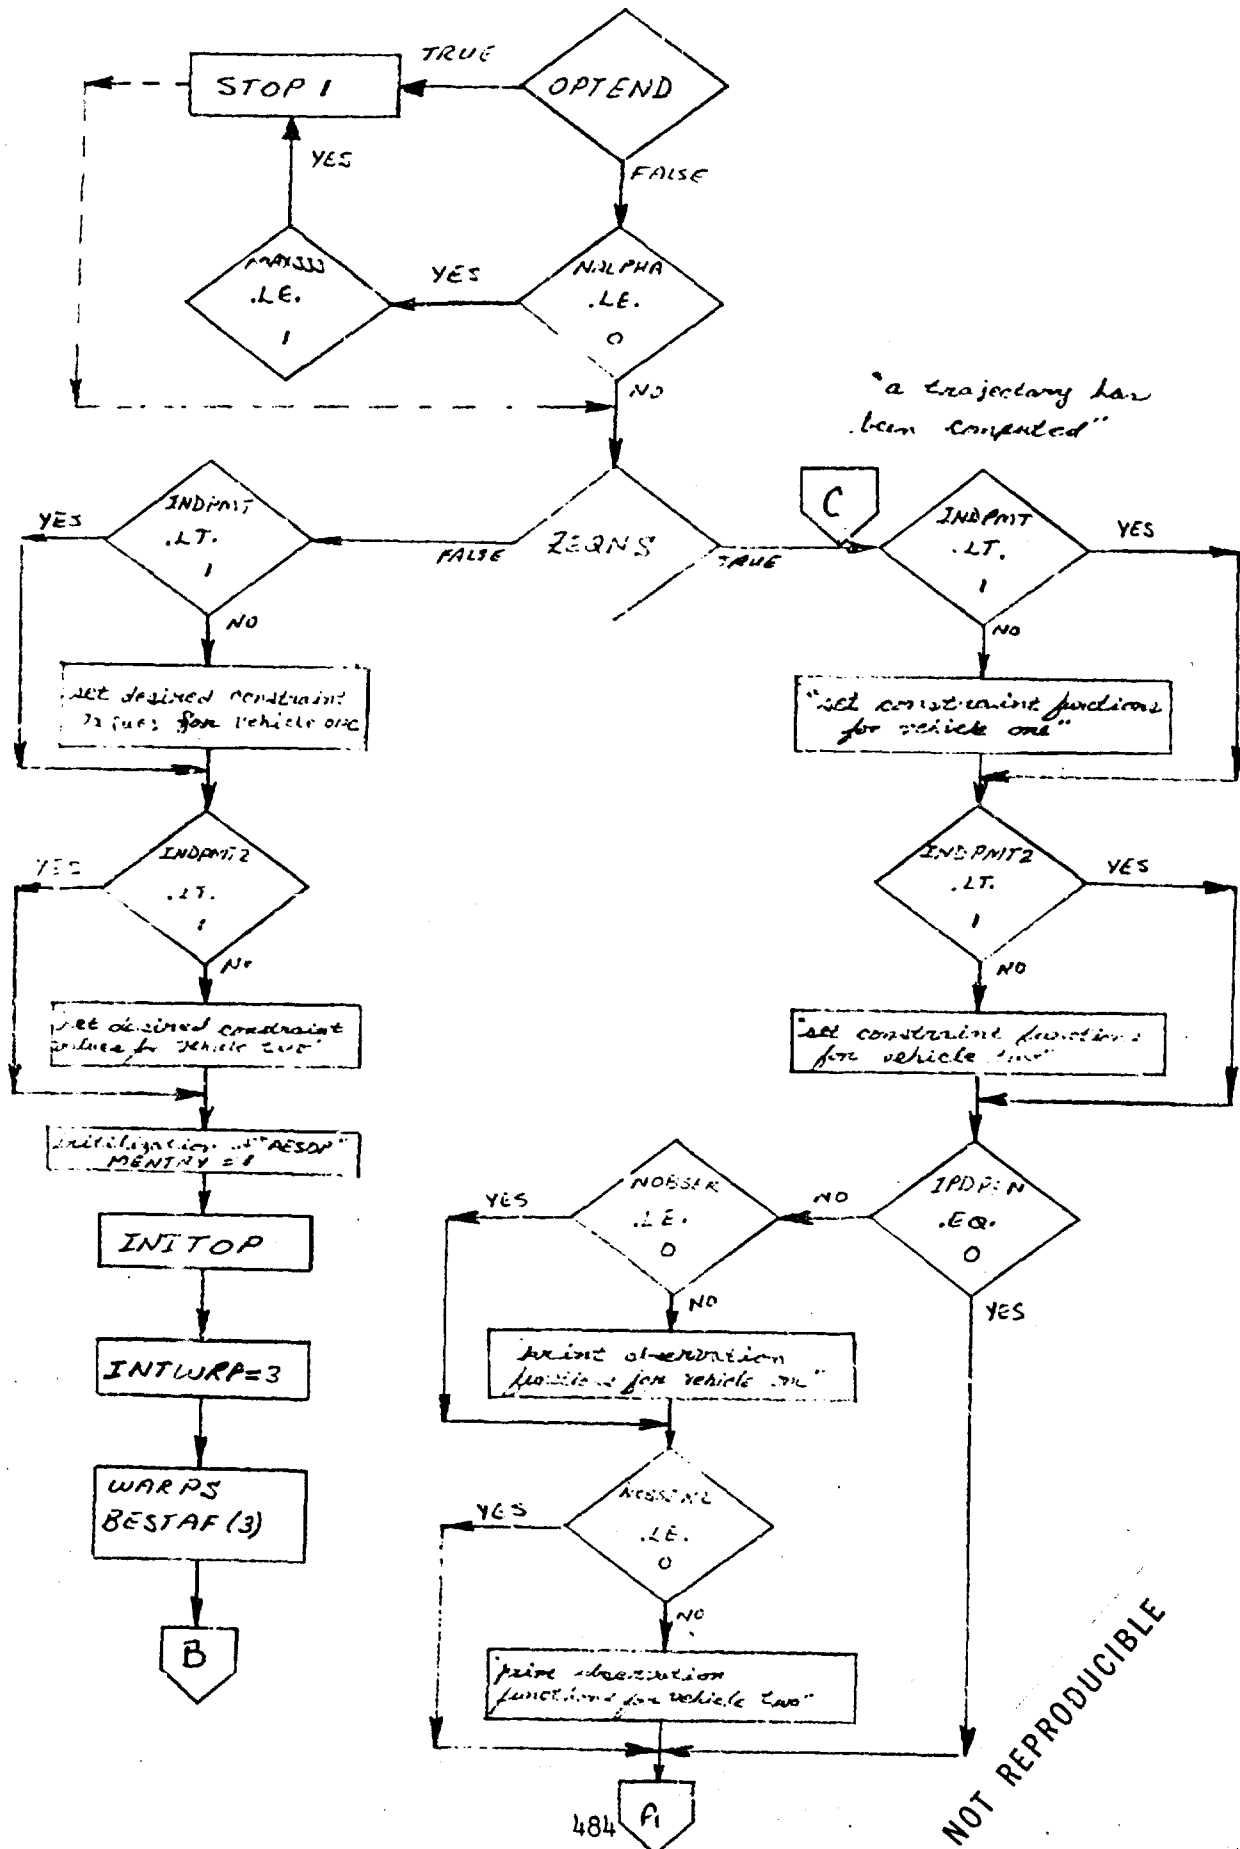 TRUE
STOP 1
OPTEND
YES
FALSE
.LE.
1
YES
NALPHA
.LE.
0
NO
"a trajectory has
been computed"
C
INDPMT
.LT.
1
YES
FALSE
ZEQNS
TRUE
INDPMT
.LT.
1
YES
NO
NO
set desired constraint
for vehicle one
"set constraint functions
for vehicle one"
INDPMT2
.LT.
1
YES
INDPMT2
.LT.
1
YES
No
NO
set desired constraint
values for vehicle two"
"set constraint functions
for vehicle two"
"AESOP"
MENTRY = 1
NOBSER
.LE.
0
YES
NO
.EQ.
0
INITOP
NO
YES
INTWRP=3
print observation
functions for vehicle one"
WARPS
BESTAF (3)
YES
.LE.
0
NO
B
"print observation
functions for vehicle two"
484
NOT REPRODUCIBLE